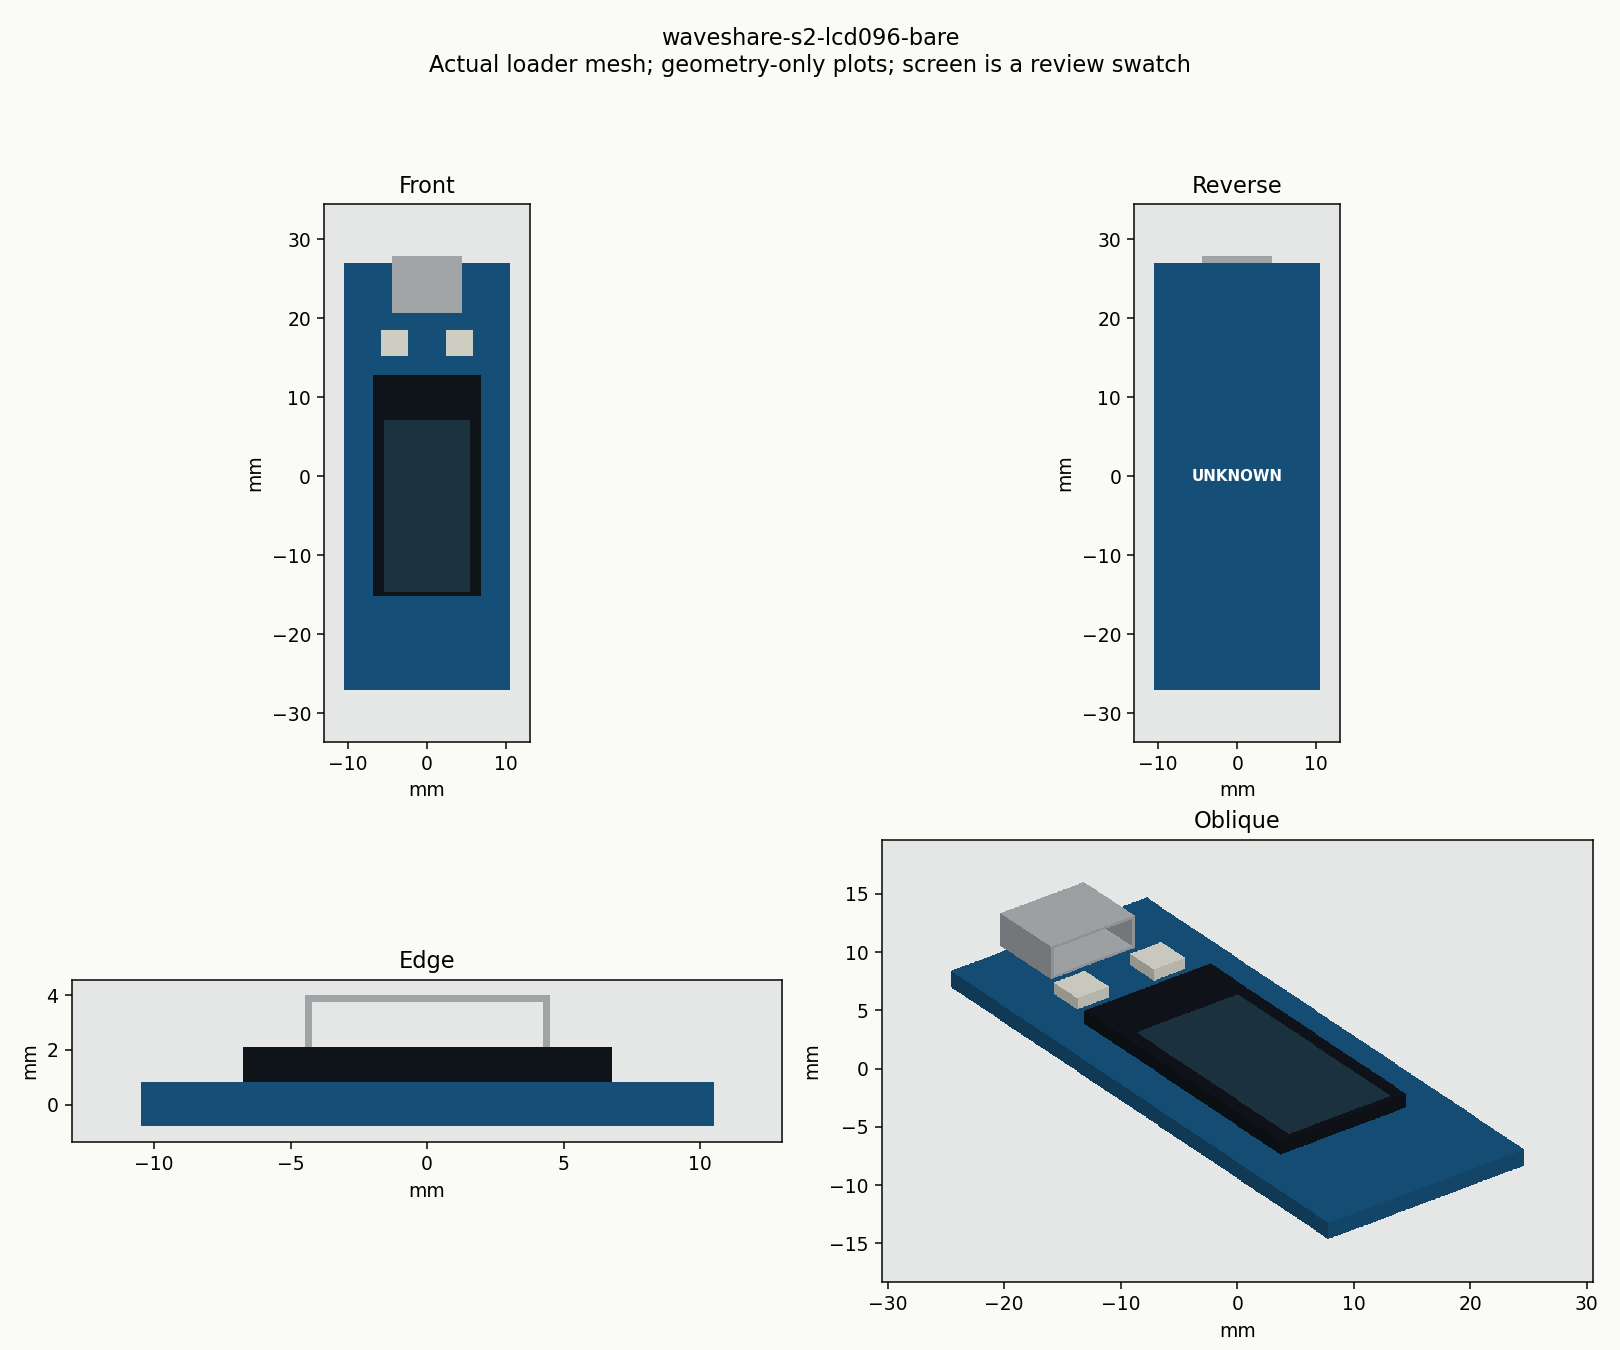 waveshare-s2-lcd096-bare
Actual loader mesh; geometry-only plots; screen is a review swatch
Front
30
20
10
0
−10
−20
−30
mm
−10 0 10
mm
Reverse
30
20
10
0
−10
−20
−30
mm
UNKNOWN
−10 0 10
mm
Edge
4
2
0
mm
−10 −5 0 5 10
mm
Oblique
15
10
5
0
−5
−10
−15
mm
−30 −20 −10 0 10 20 30
mm